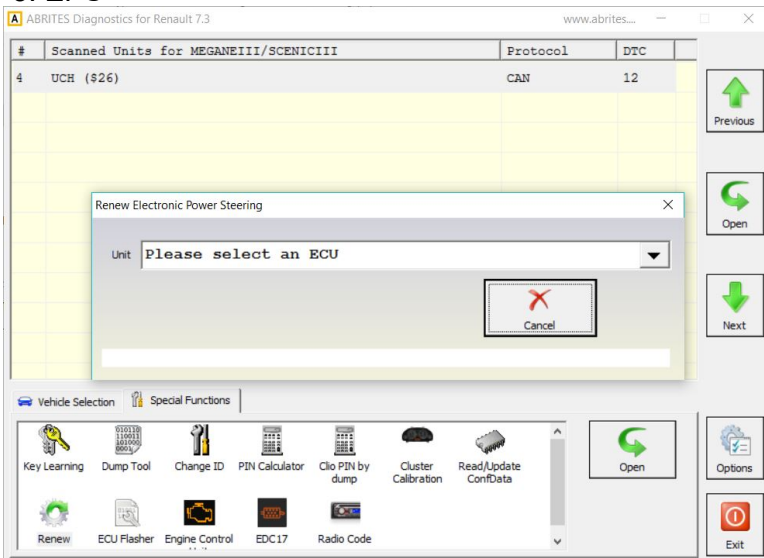 A ABRITES Diagnostics for Renault 7.3 www.abrites....
# Scanned Units for MEGANEIII/SCENICIII Protocol DTC
4 UCH ($26) CAN 12
Previous
Renew Electronic Power Steering
Open
Unit Please select an ECU
Cancel
Next
Vehicle Selection Special Functions
Key Learning Dump Tool Change ID PIN Calculator Clio PIN by dump Cluster Calibration Read/Update ConfData
Open
Options
Renew ECU Flasher Engine Control EDC17 Radio Code
Exit